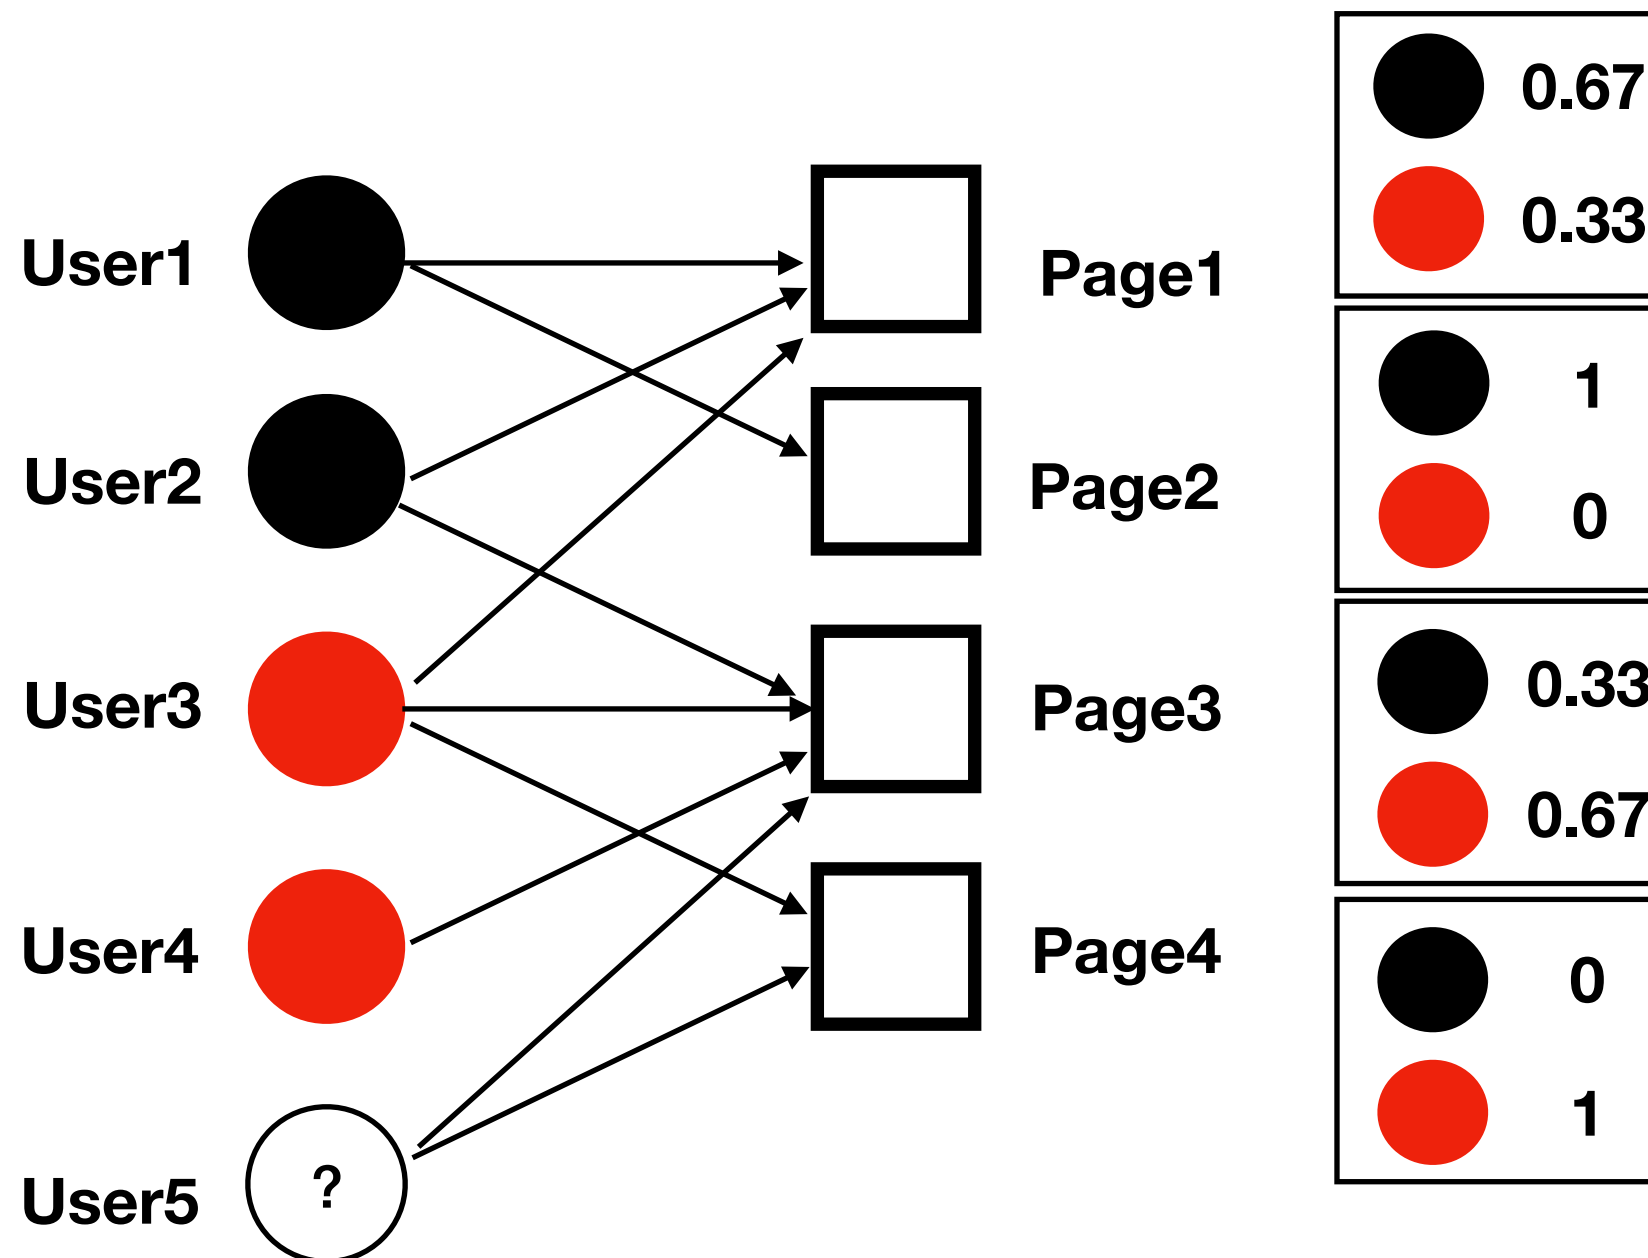 0.67
0.33
User1
Page1
1
User2
Page2
0
User3
Page3
0.33
0.67
User4
Page4
0
1
User5
?